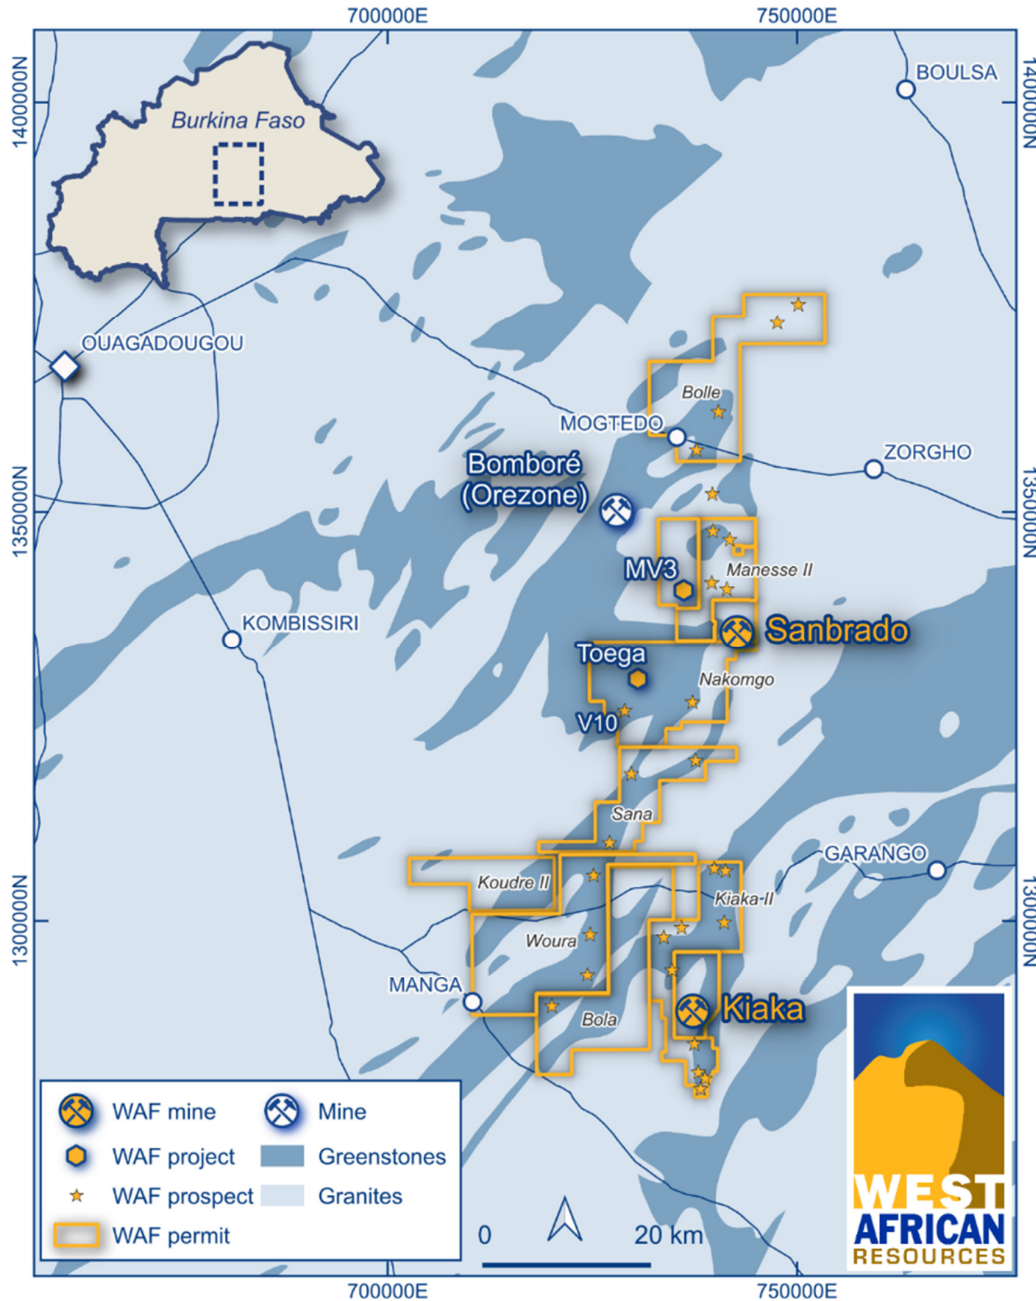 700000E
750000E
1400000N
1400000N
BOULSA
Burkina Faso
OUAGADOUGOU
Bolle
MOGTEDO
ZORGHO
Bomboré
(Orezone)
1350000N
1350000N
MV3
Manesse II
KOMBISSIRI
Sanbrado
Toega
Nakomgo
V10
Sana
GARANGO
Koudre II
Kiaka-II
1300000N
1300000N
Woura
MANGA
Bola
Kiaka
WAF mine
Mine
WAF project
Greenstones
WAF prospect
Granites
WAF permit
0
20 km
WEST
AFRICAN
RESOURCES
700000E
750000E